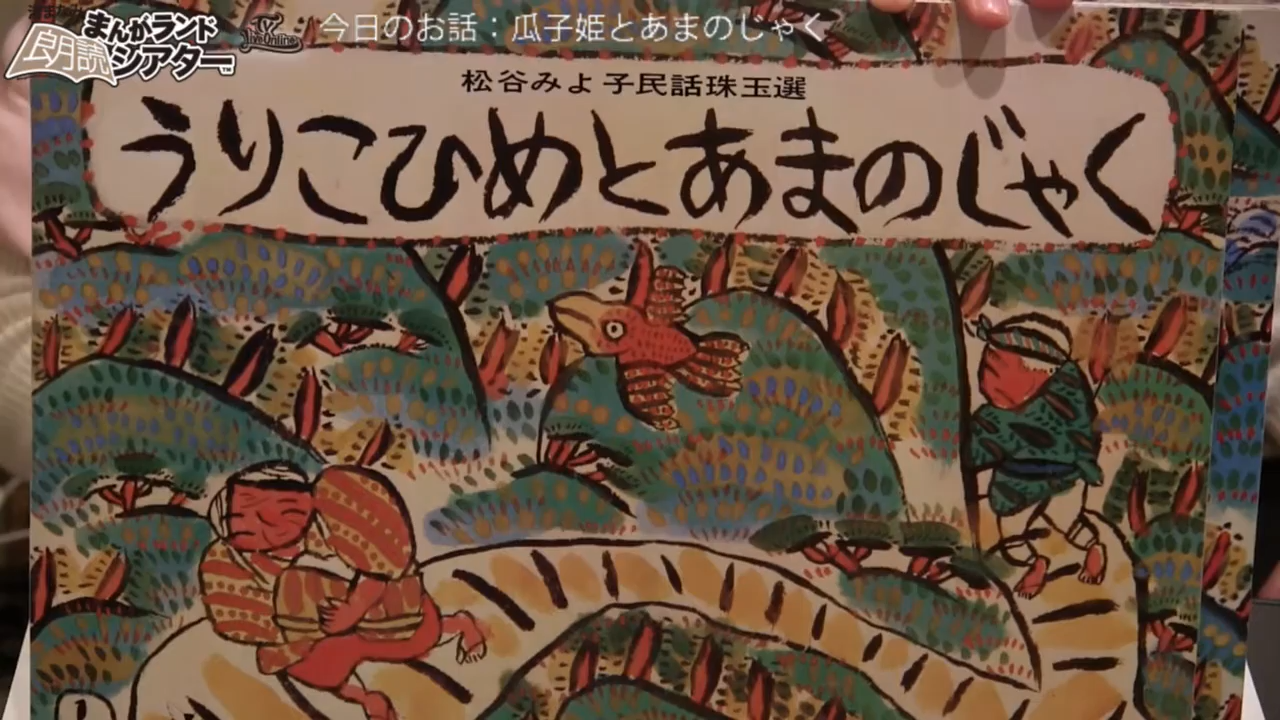 まんがランド
朗読シアター™
今日のお話：瓜子姫とあまのじゃく
松谷みよ子民話珠玉選
うりこひめとあまのじゃく